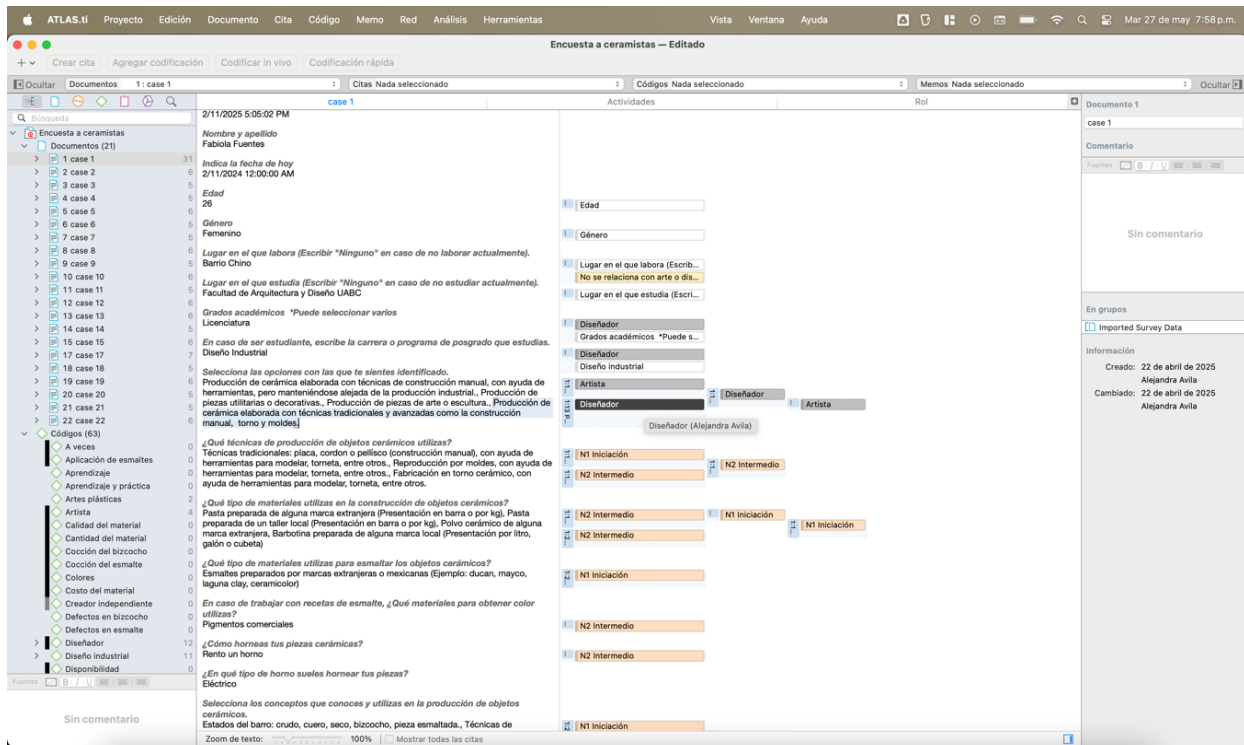 ATLAS.ti Proyecto Edición Documento Cita Código Memo Red Análisis Herramientas Vista Ventana Ayuda Mar 27 de may 7:58 p.m.
Encuesta a ceramistas — Editado
Crear cita Agregar codificación Codificar in vivo Codificación rápida
Ocultar Documentos 1 : case 1 Citas Nada seleccionado Códigos Nada seleccionado Memos Nada seleccionado Ocultar
Búsqueda
Encuesta a ceramistas
Documentos (21)
1 case 1 31
2 case 2 6
3 case 3 5
4 case 4 5
5 case 5 6
6 case 6 5
7 case 7 5
8 case 8 6
9 case 9 5
10 case 10 6
11 case 11 5
12 case 12 6
13 case 13 6
14 case 14 5
15 case 15 6
17 case 17 7
18 case 18 5
19 case 19 6
20 case 20 5
21 case 21 5
22 case 22 6
Códigos (63)
A veces 0
Aplicación de esmaltes 0
Aprendizaje 0
Aprendizaje y práctica 0
Artes plásticas 2
Artista 4
Calidad del material 0
Cantidad del material 0
Cocción del bizcocho 0
Cocción del esmalte 0
Colores 0
Costo del material 0
Creador independiente 0
Defectos en bizcocho 0
Defectos en esmalte 0
Diseñador 12
Diseño industrial 11
Disponibilidad 0
Fuentes B I U
Sin comentario
case 1 Actividades Rol
2/11/2025 5:05:02 PM
Nombre y apellido
Fabiola Fuentes
Indica la fecha de hoy
2/11/2024 12:00:00 AM
Edad
26
Género
Femenino
Lugar en el que labora (Escribir "Ninguno" en caso de no laborar actualmente).
Barrio Chino
Lugar en el que estudia (Escribir "Ninguno" en caso de no estudiar actualmente).
Facultad de Arquitectura y Diseño UABC
Grados académicos *Puede seleccionar varios
Licenciatura
En caso de ser estudiante, escribe la carrera o programa de posgrado que estudias.
Diseño Industrial
Selecciona las opciones con las que te sientes identificado.
Producción de cerámica elaborada con técnicas de construcción manual, con ayuda de
herramientas, pero manteniéndose alejada de la producción industrial., Producción de
piezas utilitarias o decorativas., Producción de piezas de arte o escultura., Producción de
cerámica elaborada con técnicas tradicionales y avanzadas como la construcción
manual, torno y moldes.
¿Qué técnicas de producción de objetos cerámicos utilizas?
Técnicas tradicionales: placa, cordon o pellisco (construcción manual), con ayuda de
herramientas para modelar, torneta, entre otros., Reproducción por moldes, con ayuda de
herramientas para modelar, torneta, entre otros., Fabricación en torno cerámico, con
ayuda de herramientas para modelar, torneta, entre otros.
¿Qué tipo de materiales utilizas en la construcción de objetos cerámicos?
Pasta preparada de alguna marca extranjera (Presentación en barra o por kg), Pasta
preparada de un taller local (Presentación en barra o por kg), Polvo cerámico de alguna
marca extranjera, Barbotina preparada de alguna marca local (Presentación por litro,
galón o cubeta)
¿Qué tipo de materiales utilizas para esmaltar los objetos cerámicos?
Esmaltes preparados por marcas extranjeras o mexicanas (Ejemplo: ducan, mayco,
laguna clay, ceramicolor)
En caso de trabajar con recetas de esmalte, ¿Qué materiales para obtener color
utilizas?
Pigmentos comerciales
¿Cómo horneas tus piezas cerámicas?
Rento un horno
¿En qué tipo de horno sueles hornear tus piezas?
Eléctrico
Selecciona los conceptos que conoces y utilizas en la producción de objetos
cerámicos.
Estados del barro: crudo, cuero, seco, bizcocho, pieza esmaltada., Técnicas de
Zoom de texto: 100% Mostrar todas las citas
Edad
Género
Lugar en el que labora (Escrib...
No se relaciona con arte o dis...
Lugar en el que estudia (Escri...
Diseñador
Grados académicos *Puede s...
Diseñador
Diseño industrial
Artista
Diseñador
1:13 P...
Diseñador
Artista
Diseñador (Alejandra Avila)
N1 Iniciación
N2 Intermedio
N2 Intermedio
N2 Intermedio
N1 Iniciación
N1 Iniciación
N2 Intermedio
N1 Iniciación
N2 Intermedio
N2 Intermedio
N1 Iniciación
Documento 1
case 1
Comentario
Fuentes B I U
Sin comentario
En grupos
Imported Survey Data
Información
Creado: 22 de abril de 2025
Alejandra Avila
Cambiado: 22 de abril de 2025
Alejandra Avila